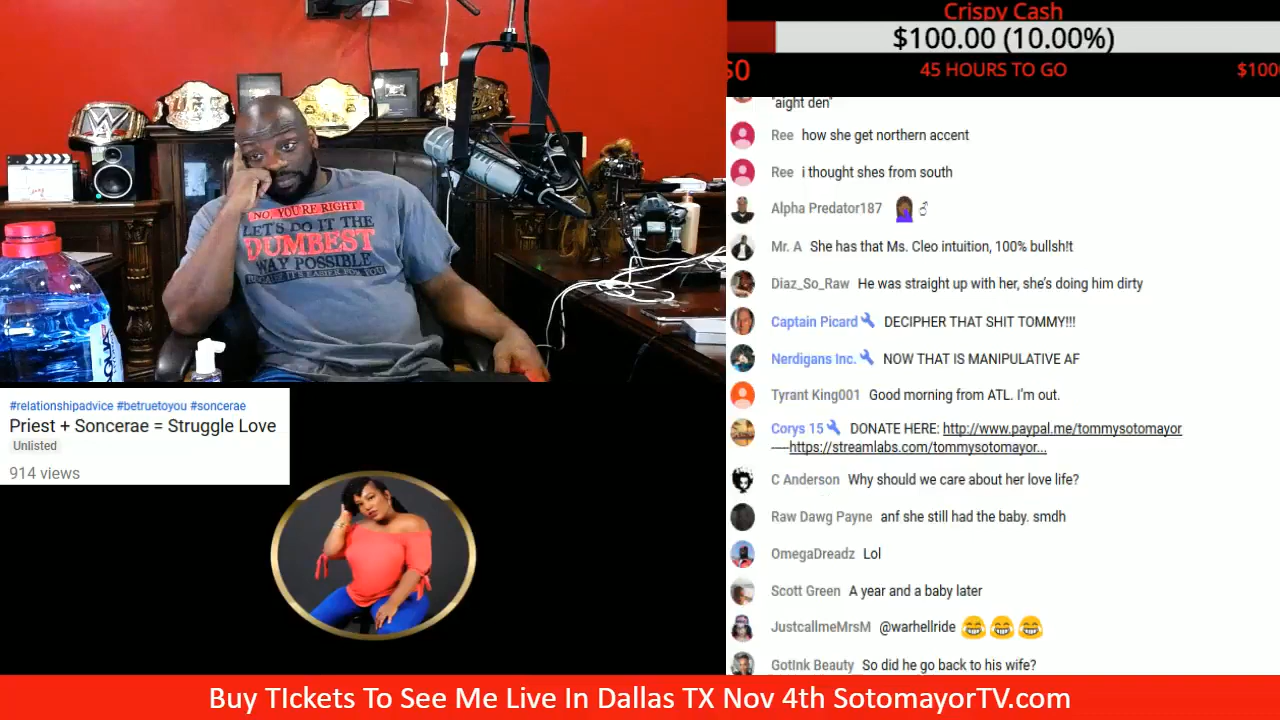 Crispy Cash
$100.00 (10.00%)
$0
45 HOURS TO GO
$100
NO, YOU'RE RIGHT
LET'S DO IT THE
DUMBEST
WAY POSSIBLE
BECAUSE IT'S EASIER FOR YOU
"aight den"
Ree how she get northern accent
Ree i thought shes from south
Alpha Predator187 🤦🏾 ♂
Mr. A She has that Ms. Cleo intuition, 100% bullsh!t
Diaz_So_Raw He was straight up with her, she's doing him dirty
Captain Picard DECIPHER THAT SHIT TOMMY!!!
Nerdigans Inc. NOW THAT IS MANIPULATIVE AF
Tyrant King001 Good morning from ATL. I'm out.
Corys 15 DONATE HERE: http://www.paypal.me/tommysotomayor
----https://streamlabs.com/tommysotomayor...
C Anderson Why should we care about her love life?
Raw Dawg Payne anf she still had the baby. smdh
OmegaDreadz Lol
Scott Green A year and a baby later
JustcallmeMrsM @warhellride 😂 😂 😂
GotInk Beauty So did he go back to his wife?
#relationshipadvice #betruetoyou #soncerae
Priest + Soncerae = Struggle Love
Unlisted
914 views
Buy TIckets To See Me Live In Dallas TX Nov 4th SotomayorTV.com